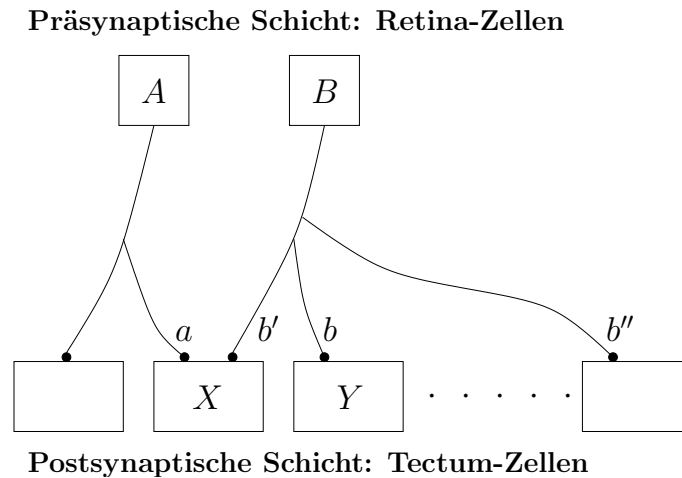 Präsynaptische Schicht: Retina-Zellen
A B
a b′ b b″
X Y . . . . .
Postsynaptische Schicht: Tectum-Zellen